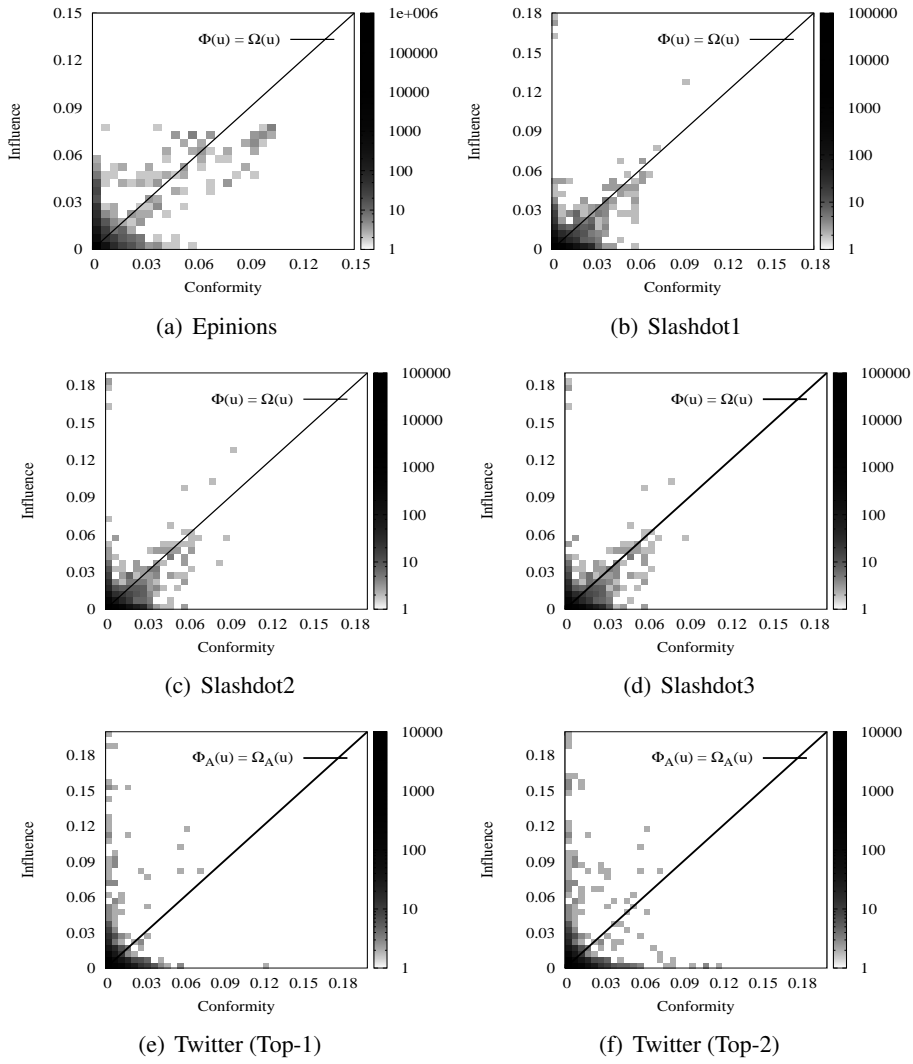 0.15
0.12
0.09
0.06
0.03
0
Influence
Φ(u) = Ω(u)
0 0.03 0.06 0.09 0.12 0.15
Conformity
1e+006
100000
10000
1000
100
10
1
(a) Epinions
0.18
0.15
0.12
0.09
0.06
0.03
0
Influence
Φ(u) = Ω(u)
0 0.03 0.06 0.09 0.12 0.15 0.18
Conformity
100000
10000
1000
100
10
1
(b) Slashdot1
0.18
0.15
0.12
0.09
0.06
0.03
0
Influence
Φ(u) = Ω(u)
0 0.03 0.06 0.09 0.12 0.15 0.18
Conformity
100000
10000
1000
100
10
1
(c) Slashdot2
0.18
0.15
0.12
0.09
0.06
0.03
0
Influence
Φ(u) = Ω(u)
0 0.03 0.06 0.09 0.12 0.15 0.18
Conformity
100000
10000
1000
100
10
1
(d) Slashdot3
0.18
0.15
0.12
0.09
0.06
0.03
0
Influence
Φ_A(u) = Ω_A(u)
0 0.03 0.06 0.09 0.12 0.15 0.18
Conformity
10000
1000
100
10
1
(e) Twitter (Top-1)
0.18
0.15
0.12
0.09
0.06
0.03
0
Influence
Φ_A(u) = Ω_A(u)
0 0.03 0.06 0.09 0.12 0.15 0.18
Conformity
10000
1000
100
10
1
(f) Twitter (Top-2)